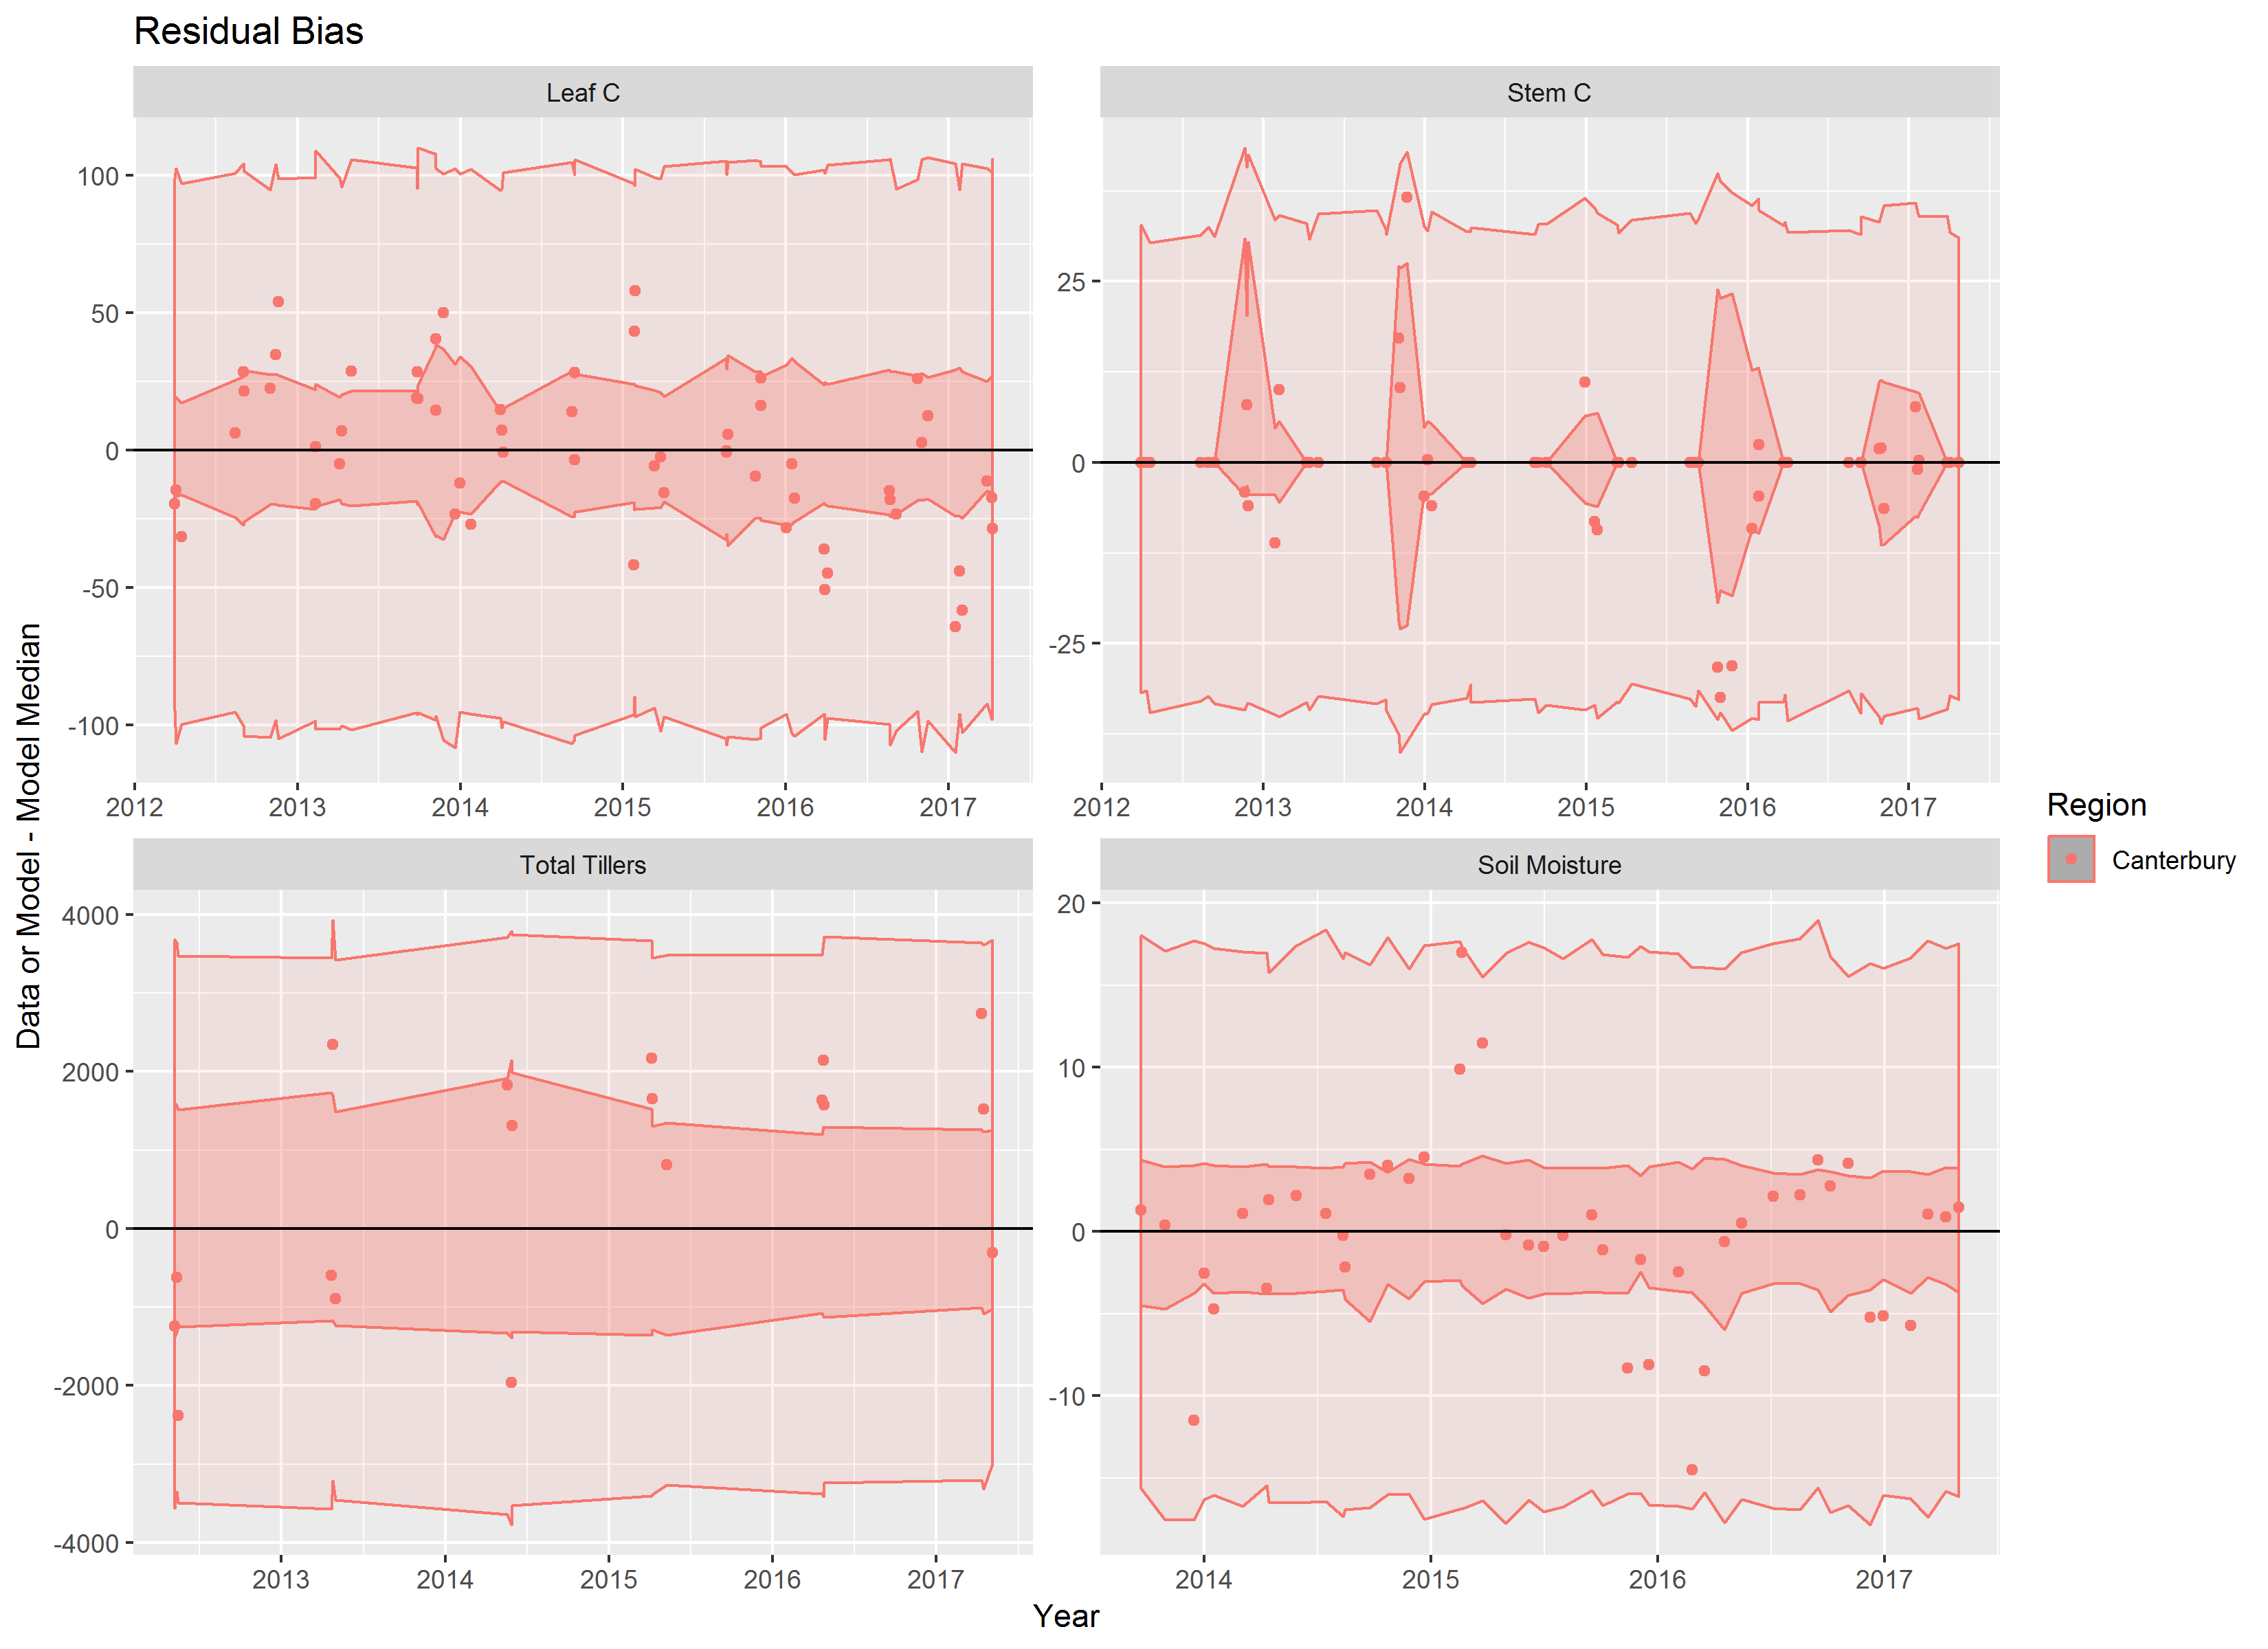 Residual Bias
Leaf C
Stem C
100
50
0
-50
-100
25
0
-25
2012 2013 2014 2015 2016 2017
2012 2013 2014 2015 2016 2017
Data or Model - Model Median
Region
Canterbury
Total Tillers
Soil Moisture
4000
2000
0
-2000
-4000
20
10
0
-10
2013 2014 2015 2016 2017
2014 2015 2016 2017
Year